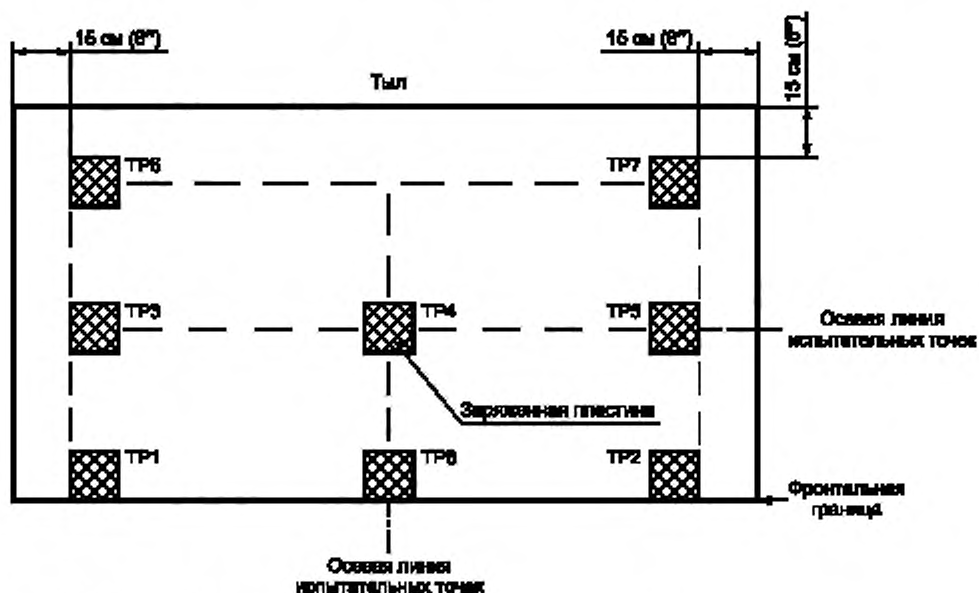 15 см (6")
15 см (6")
15 см (6")
Тыл
TP6
TP7
TP3
TP4
TP5
Осевая линия
испытательных точек
Заряженная пластина
TP1
TP8
TP2
Фронтальная
граница
Осевая линия
испытательных точек